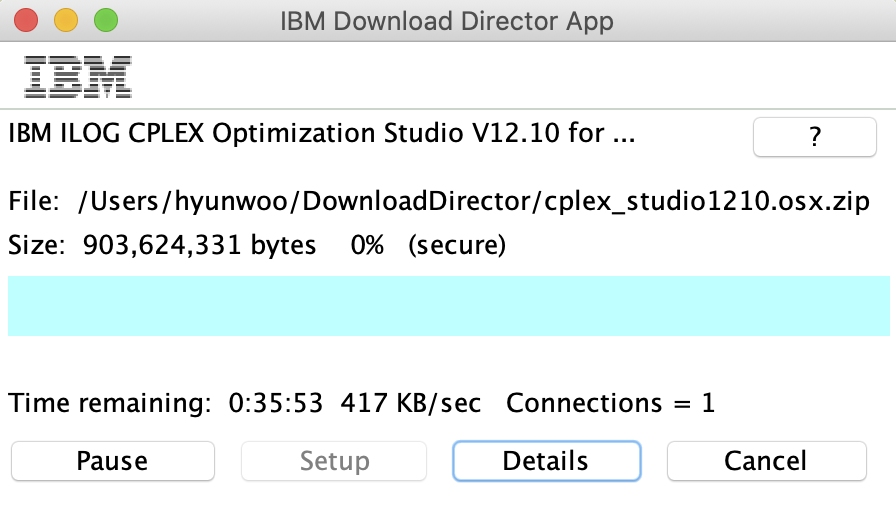 IBM Download Director App
IBM
IBM ILOG CPLEX Optimization Studio V12.10 for ...
?
File: /Users/hyunwoo/DownloadDirector/cplex_studio1210.osx.zip
Size: 903,624,331 bytes 0% (secure)
Time remaining: 0:35:53 417 KB/sec Connections = 1
Pause Setup Details Cancel